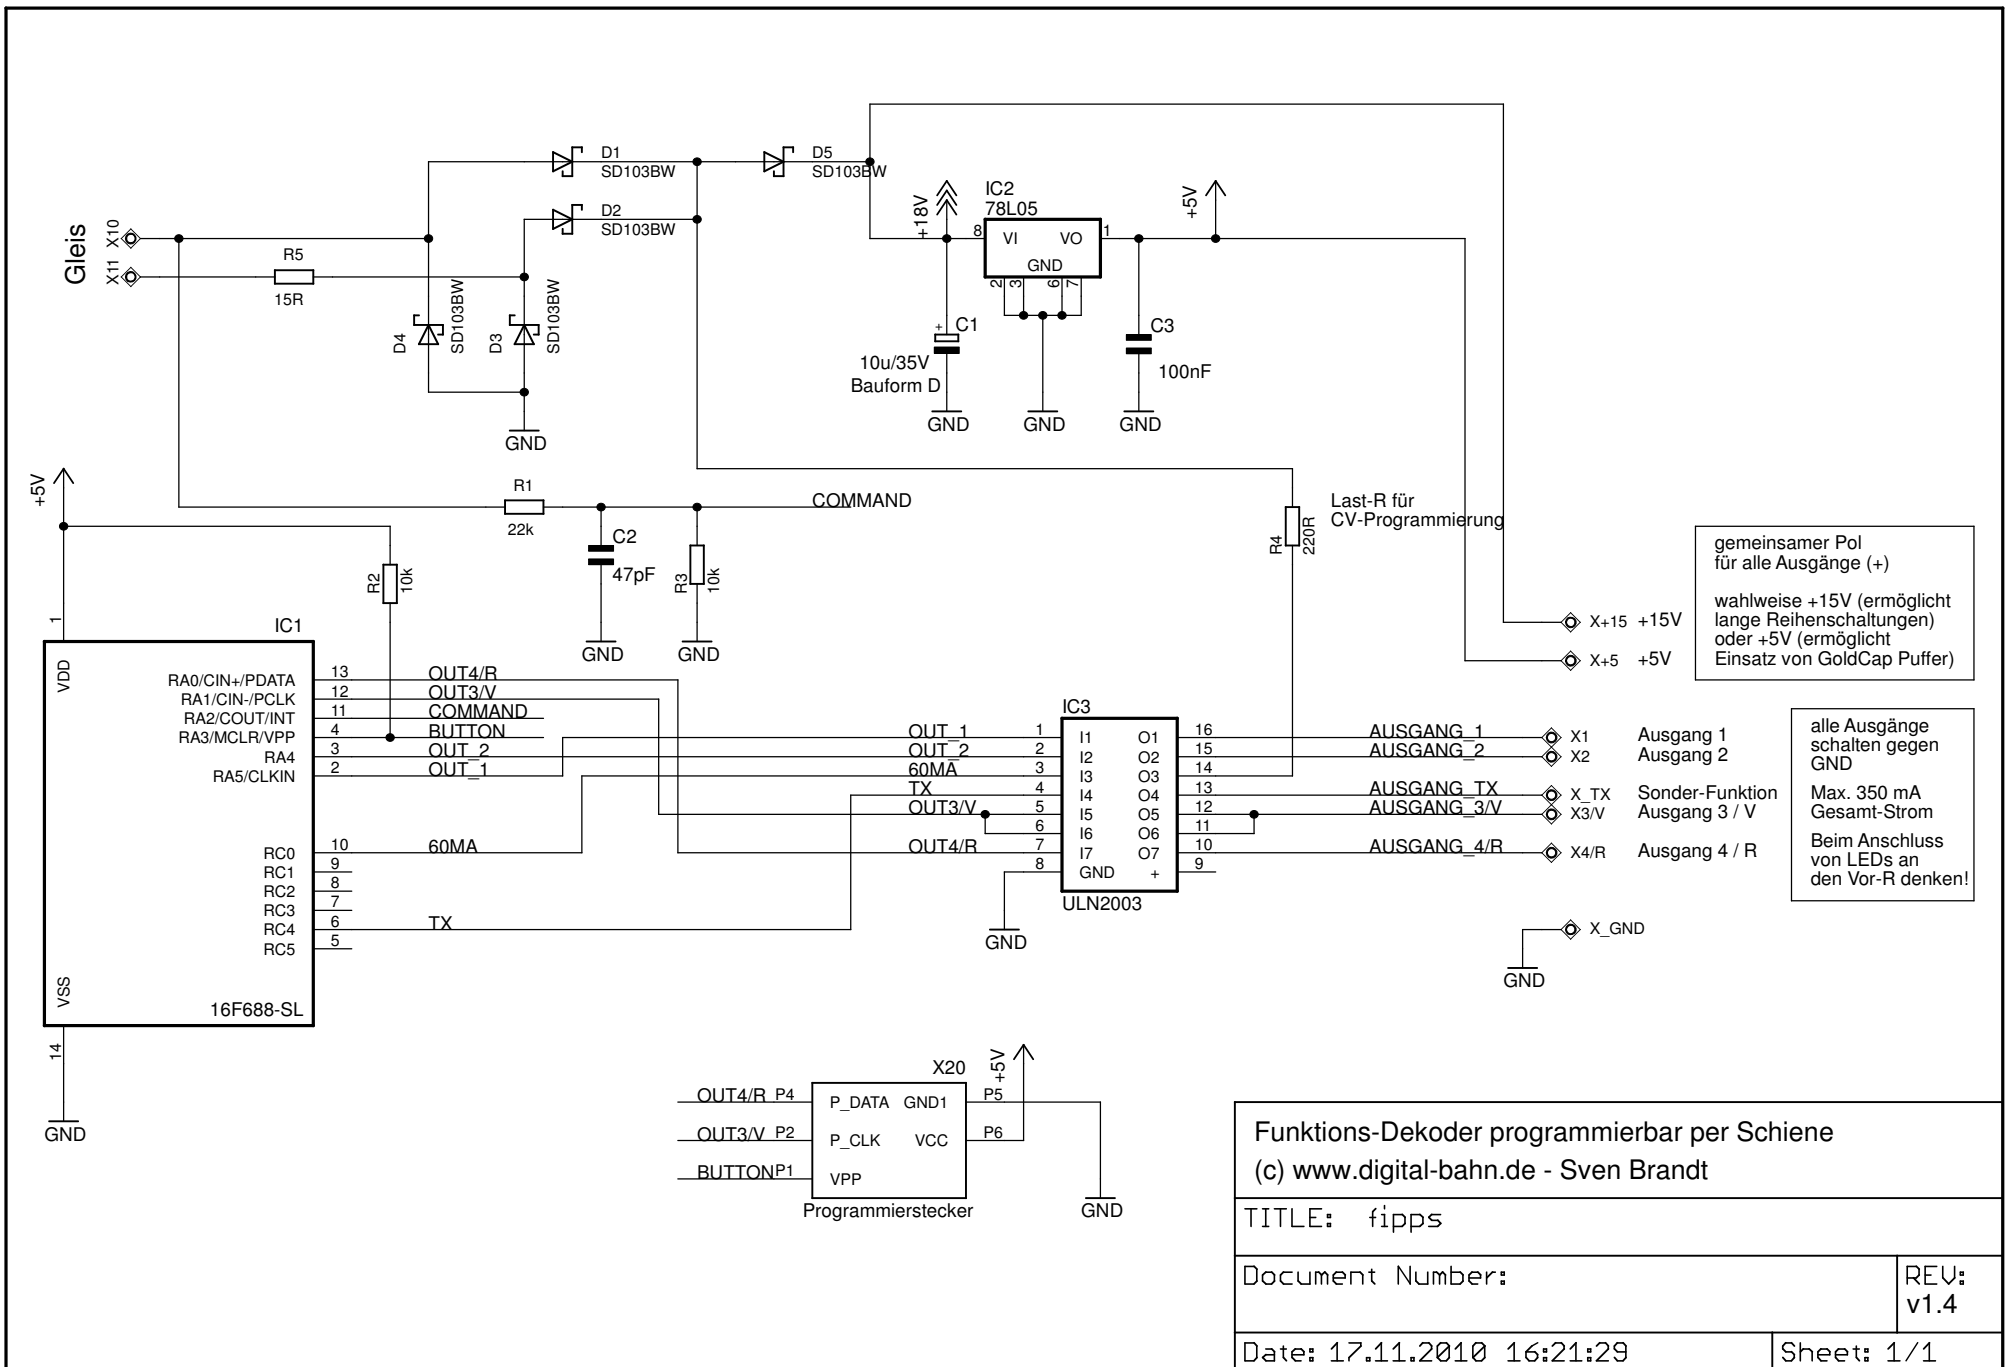 Gleis
X10
X11
R5
15R
D1
SD103BW
D2
SD103BW
D5
SD103BW
D4
SD103BW
D3
SD103BW
GND
+18V
IC2
78L05
8
VI
VO
1
GND
2
3
6
7
+5V
C1
+
10u/35V
Bauform D
GND
GND
C3
100nF
GND
R1
22k
COMMAND
C2
47pF
R3
10k
GND
GND
R4
220R
Last-R für
CV-Programmierung
+5V
R2
10k
1
IC1
VDD
RA0/CIN+/PDATA 13 OUT4/R
RA1/CIN-/PCLK 12 OUT3/V
RA2/COUT/INT 11 COMMAND
RA3/MCLR/VPP 4 BUTTON
RA4 3 OUT_2
RA5/CLKIN 2 OUT_1
RC0 10 60MA
RC1 9
RC2 8
RC3 7
RC4 6 TX
RC5 5
VSS
16F688-SL
14
GND
IC3
OUT_1 1 I1 O1 16 AUSGANG_1 X1 Ausgang 1
OUT_2 2 I2 O2 15 AUSGANG_2 X2 Ausgang 2
60MA 3 I3 O3 14
TX 4 I4 O4 13 AUSGANG_TX X_TX Sonder-Funktion
OUT3/V 5 I5 O5 12 AUSGANG_3/V X3/V Ausgang 3 / V
6 I6 O6 11
OUT4/R 7 I7 O7 10 AUSGANG_4/R X4/R Ausgang 4 / R
8 GND + 9
ULN2003
GND
X+15 +15V
X+5 +5V
gemeinsamer Pol
für alle Ausgänge (+)
wahlweise +15V (ermöglicht
lange Reihenschaltungen)
oder +5V (ermöglicht
Einsatz von GoldCap Puffer)
alle Ausgänge
schalten gegen
GND
Max. 350 mA
Gesamt-Strom
Beim Anschluss
von LEDs an
den Vor-R denken!
X_GND
GND
X20
+5V
OUT4/R P4 P_DATA GND1 P5
OUT3/V P2 P_CLK VCC P6
BUTTON P1 VPP
Programmierstecker
GND
Funktions-Dekoder programmierbar per Schiene
(c) www.digital-bahn.de - Sven Brandt
TITLE: fipps
Document Number:
REV:
v1.4
Date: 17.11.2010 16:21:29
Sheet: 1/1